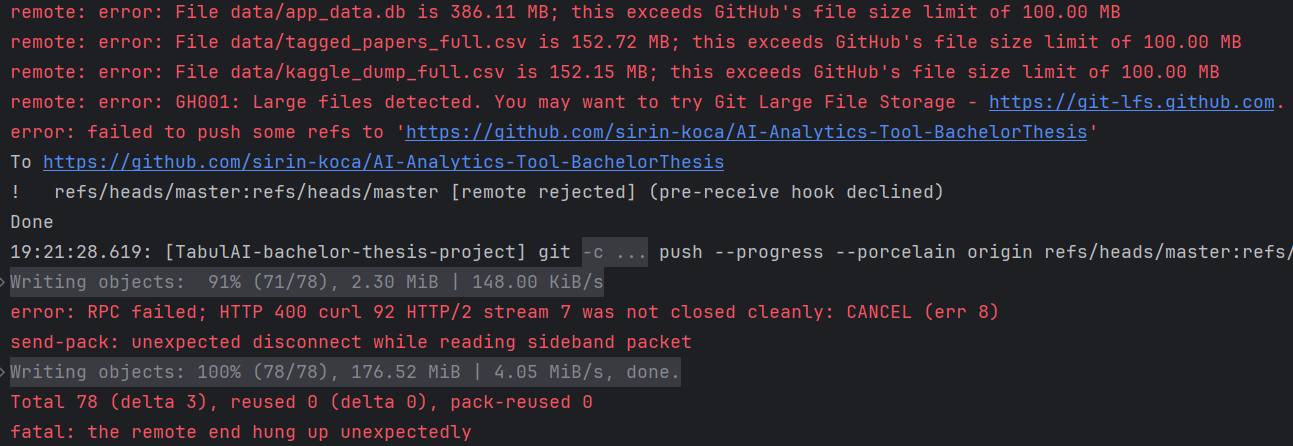 remote: error: File data/app_data.db is 386.11 MB; this exceeds GitHub's file size limit of 100.00 MB
remote: error: File data/tagged_papers_full.csv is 152.72 MB; this exceeds GitHub's file size limit of 100.00 MB
remote: error: File data/kaggle_dump_full.csv is 152.15 MB; this exceeds GitHub's file size limit of 100.00 MB
remote: error: GH001: Large files detected. You may want to try Git Large File Storage - https://git-lfs.github.com.
error: failed to push some refs to 'https://github.com/sirin-koca/AI-Analytics-Tool-BachelorThesis'
To https://github.com/sirin-koca/AI-Analytics-Tool-BachelorThesis
!   refs/heads/master:refs/heads/master [remote rejected] (pre-receive hook declined)
Done
19:21:28.619: [TabulAI-bachelor-thesis-project] git -c ... push --progress --porcelain origin refs/heads/master:refs/
Writing objects:  91% (71/78), 2.30 MiB | 148.00 KiB/s
error: RPC failed; HTTP 400 curl 92 HTTP/2 stream 7 was not closed cleanly: CANCEL (err 8)
send-pack: unexpected disconnect while reading sideband packet
Writing objects: 100% (78/78), 176.52 MiB | 4.05 MiB/s, done.
Total 78 (delta 3), reused 0 (delta 0), pack-reused 0
fatal: the remote end hung up unexpectedly